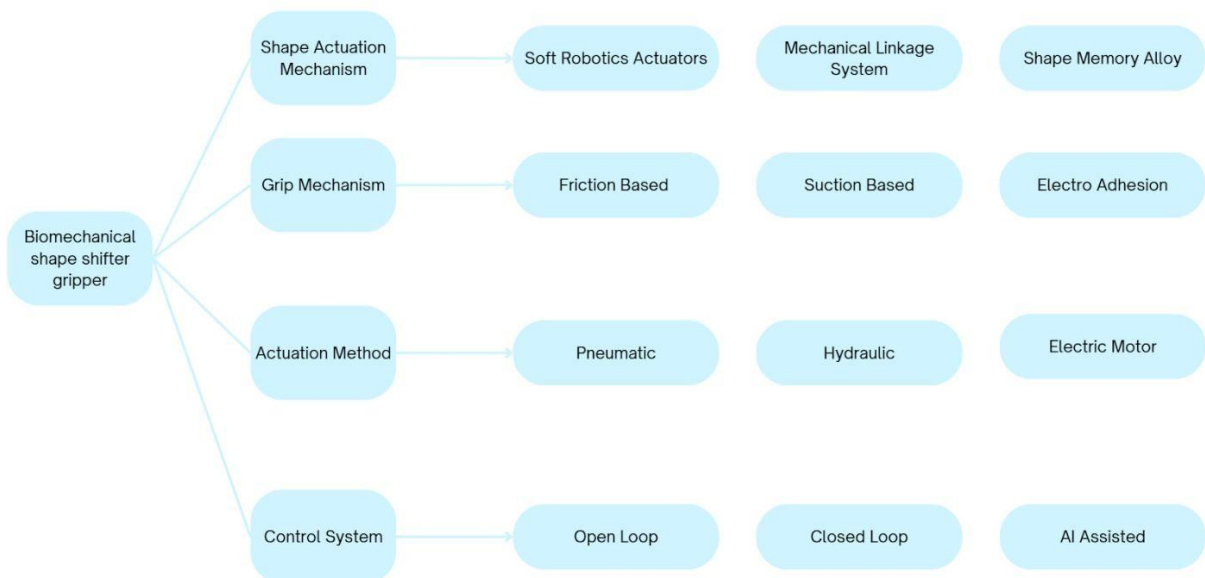 Shape Actuation
Mechanism
Soft Robotics Actuators
Mechanical Linkage
System
Shape Memory Alloy
Grip Mechanism
Friction Based
Suction Based
Electro Adhesion
Biomechanical
shape shifter
gripper
Actuation Method
Pneumatic
Hydraulic
Electric Motor
Control System
Open Loop
Closed Loop
AI Assisted